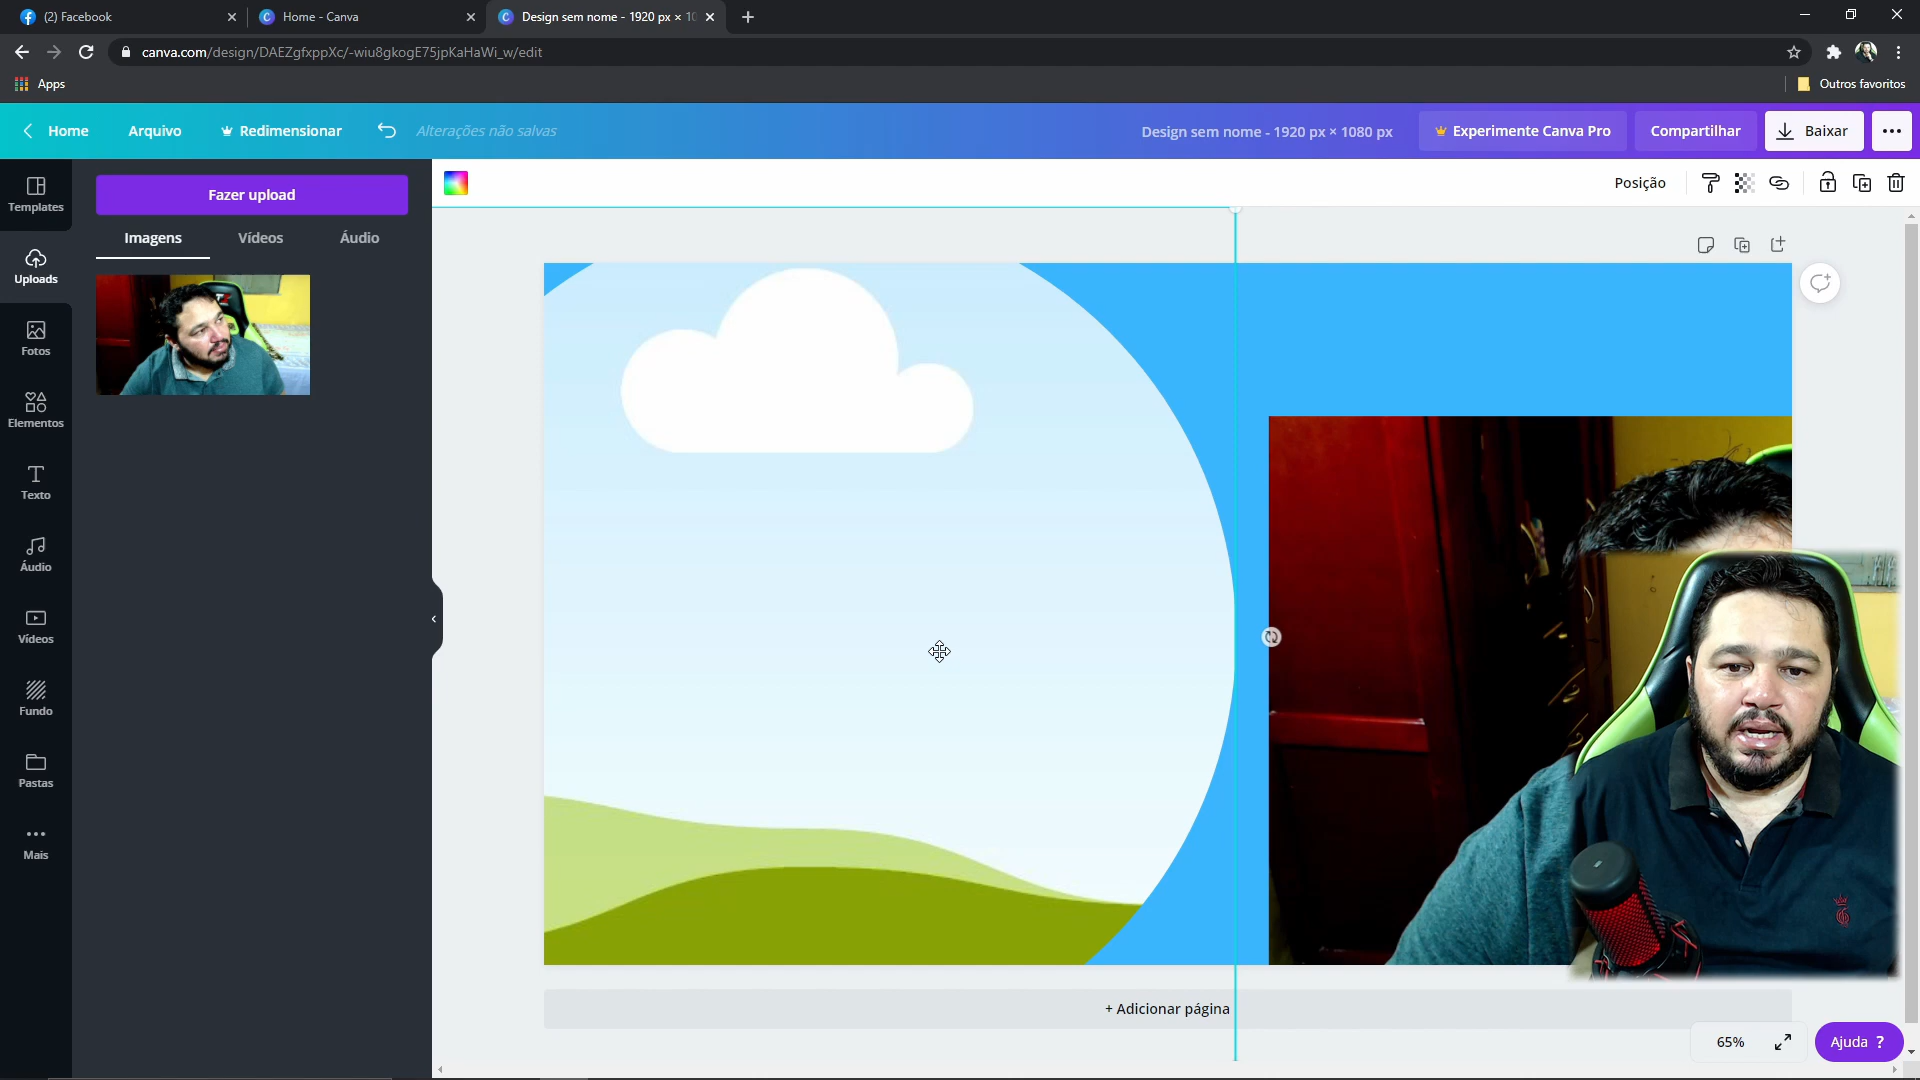 (2) Facebook
Home - Canva
Design sem nome - 1920 px × 10
canva.com/design/DAEZgfxppXc/-wiu8gkogE75jpKaHaWi_w/edit
Apps
Outros favoritos
Home
Arquivo
Redimensionar
Alterações não salvas
Design sem nome - 1920 px × 1080 px
Experimente Canva Pro
Compartilhar
Baixar
Templates
Uploads
Fotos
Elementos
Texto
Áudio
Vídeos
Fundo
Pastas
Mais
Fazer upload
Imagens
Vídeos
Áudio
Posição
+ Adicionar página
65%
Ajuda ?